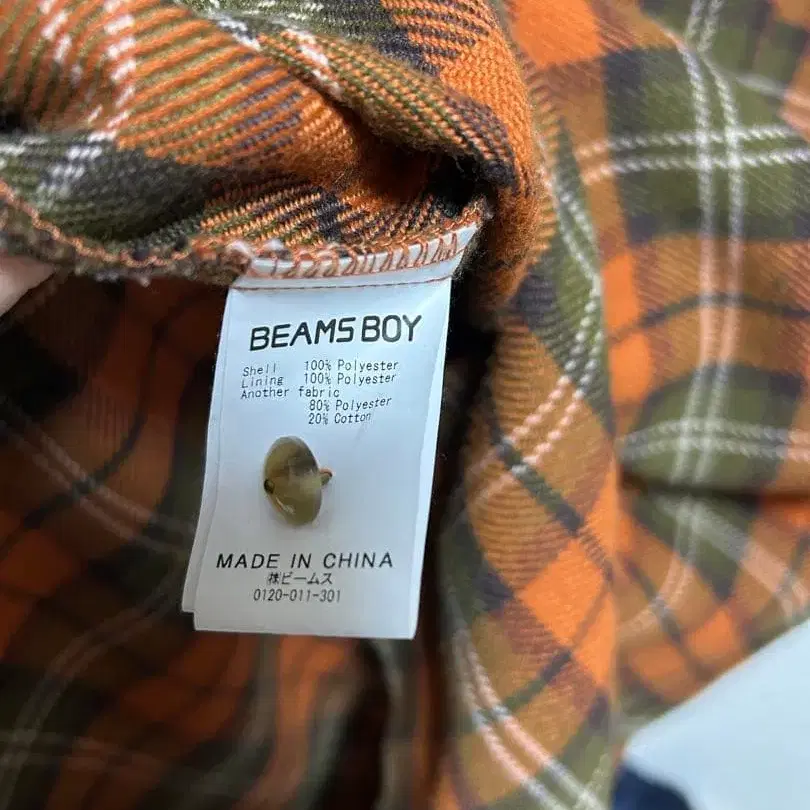 BEAMS BOY
Shell 100% Polyester
Lining 100% Polyester
Another fabric
80% Polyester
20% Cotton
MADE IN CHINA
㈱ビームス
0120-011-301